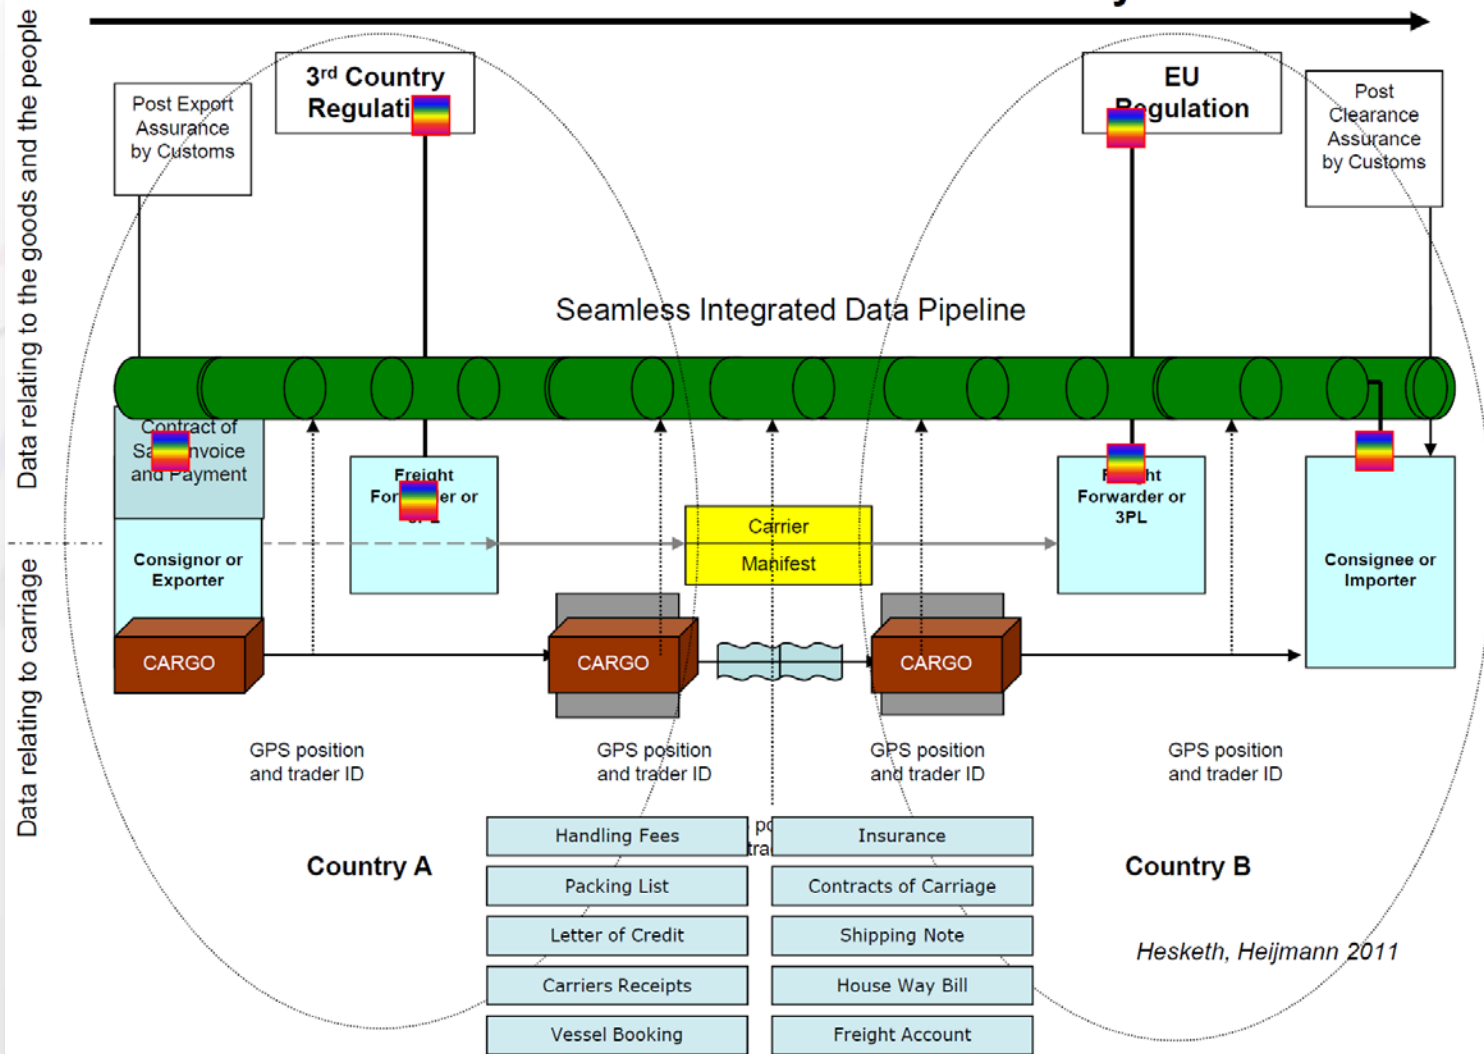 Data relating to the goods and the people
Data relating to carriage
Post Export
Assurance
by Customs
3rd Country
EU
Regulation
Post
Clearance
Assurance
by Customs
Seamless Integrated Data Pipeline
Contract of
and Payment
Consignor or
Exporter
Freight
er or
Carrier
Manifest
Forwarder or
3PL
Consignee or
Importer
CARGO
CARGO
CARGO
GPS position
and trader ID
GPS position
and trader ID
GPS position
and trader ID
GPS position
and trader ID
Country A
Country B
Handling Fees
Insurance
Packing List
Contracts of Carriage
Letter of Credit
Shipping Note
Carriers Receipts
House Way Bill
Vessel Booking
Freight Account
Hesketh, Heijmann 2011